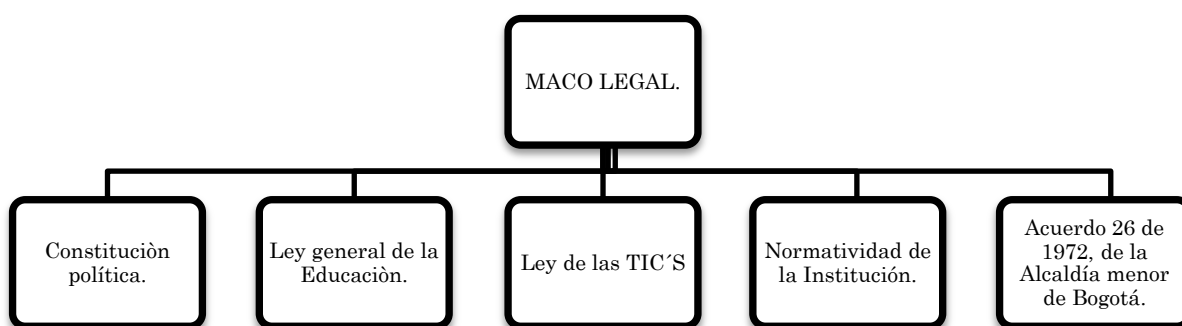 MACO LEGAL.
Constituciòn
política.
Ley general de la
Educaciòn.
Ley de las TIC´S
Normatividad de
la Institución.
Acuerdo 26 de
1972, de la
Alcaldía menor
de Bogotá.